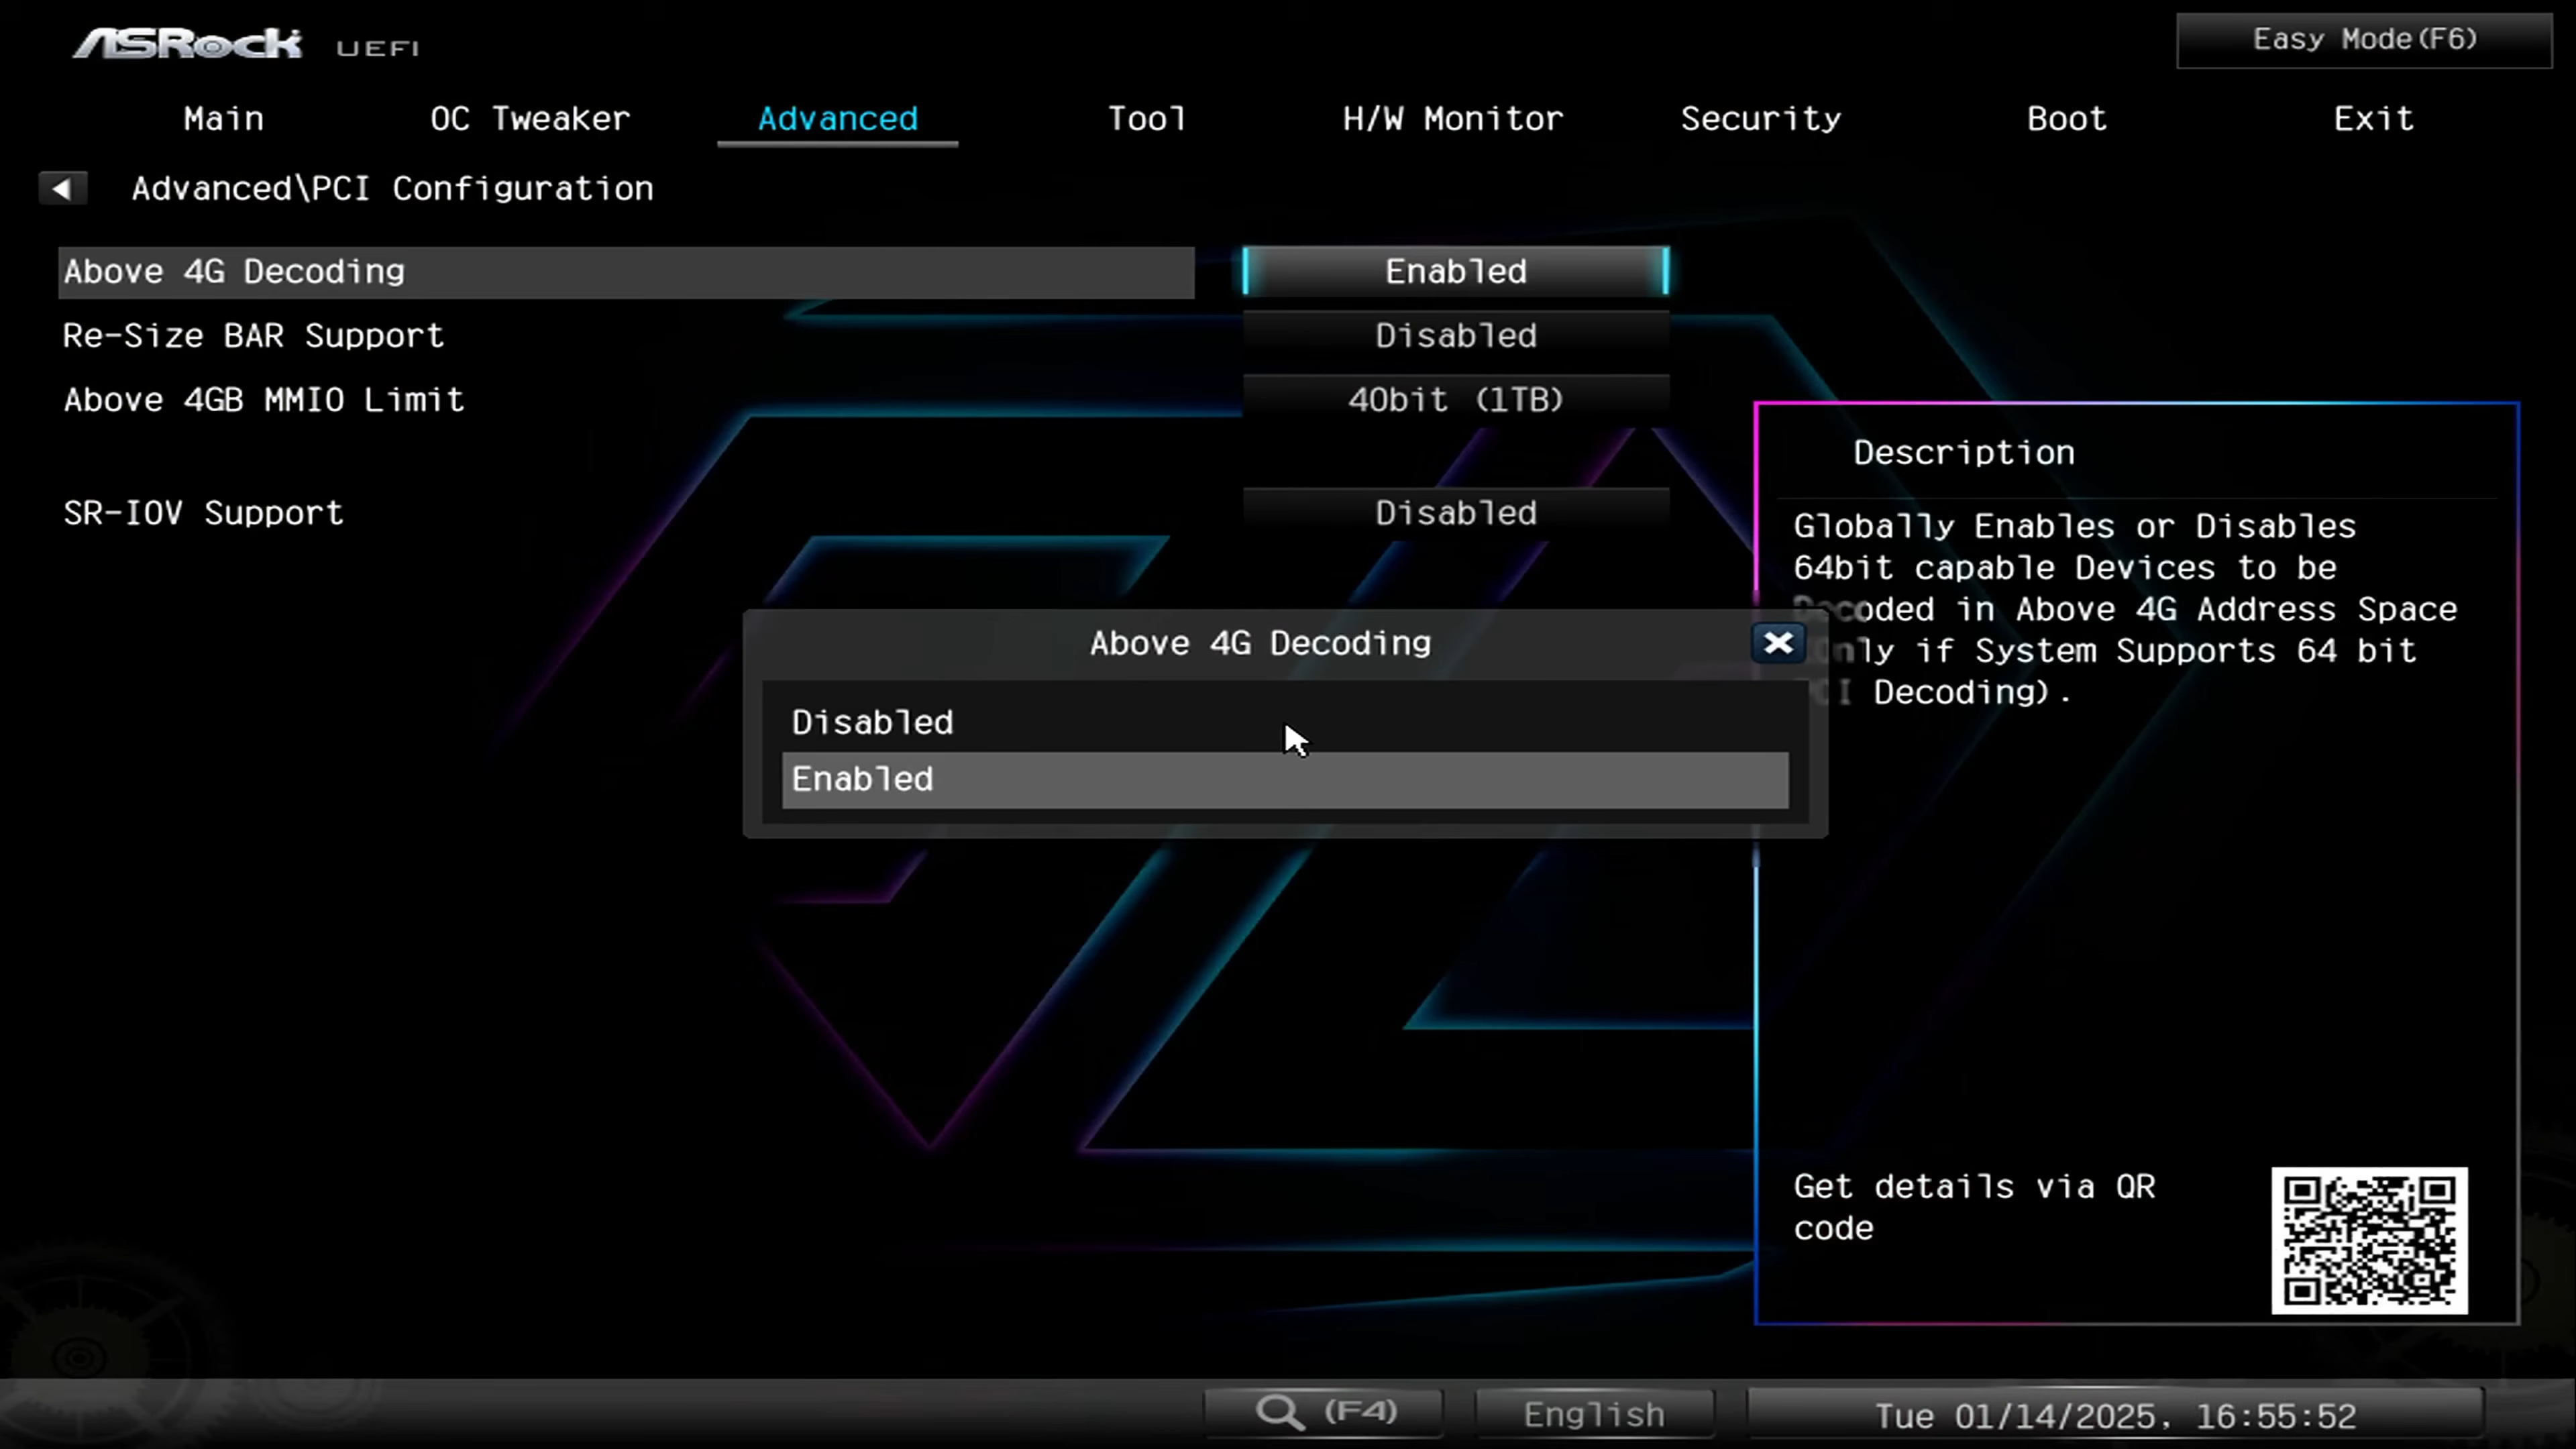 ASRock UEFI
Easy Mode(F6)
Main OC Tweaker Advanced Tool H/W Monitor Security Boot Exit
Advanced\PCI Configuration
Above 4G Decoding Enabled
Re-Size BAR Support Disabled
Above 4GB MMIO Limit 40bit (1TB)
SR-IOV Support Disabled
Description
Globally Enables or Disables
64bit capable Devices to be
Decoded in Above 4G Address Space
(Only if System Supports 64 bit
PCI Decoding).
Above 4G Decoding
Disabled
Enabled
Get details via QR
code
(F4) English Tue 01/14/2025, 16:55:52